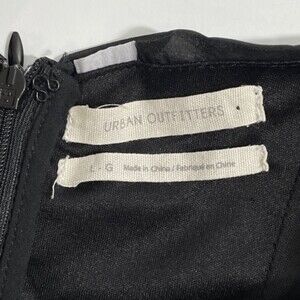 URBAN OUTFITTERS
L - G Made in China / Fabriqué en Chine